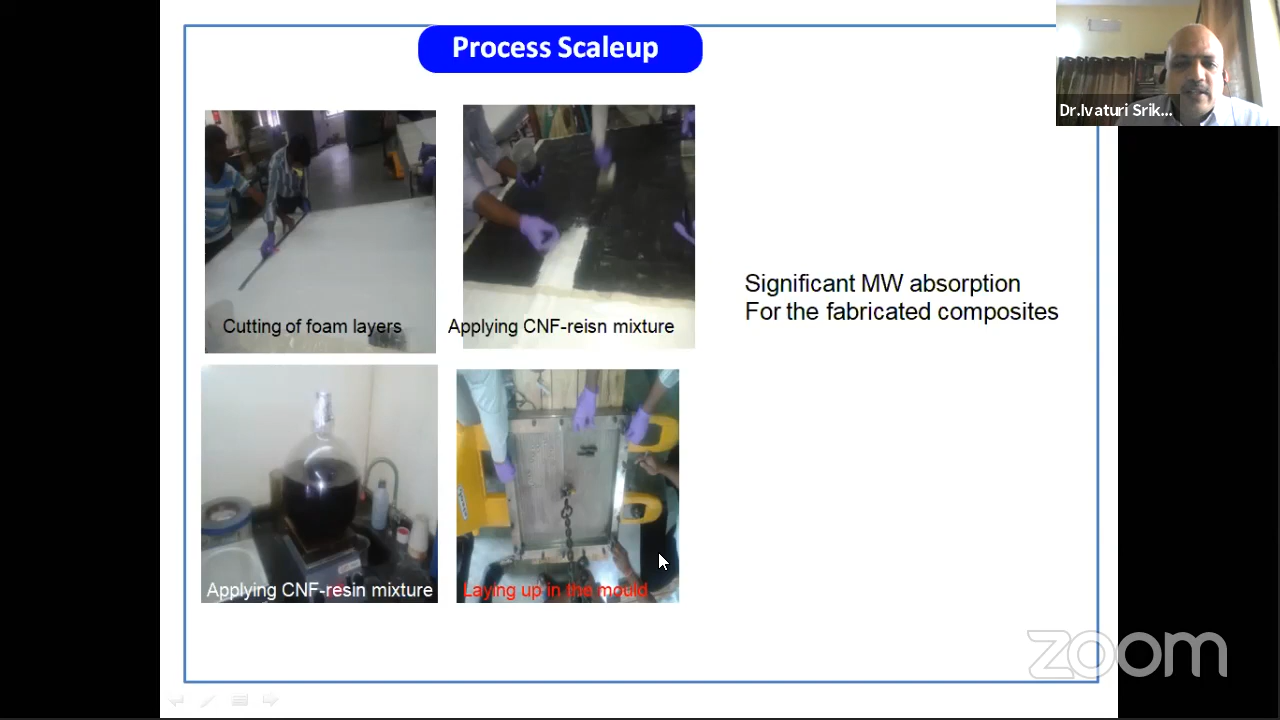 Process Scaleup
Dr.Ivaturi Srik...
Cutting of foam layers
Applying CNF-reisn mixture
Significant MW absorption
For the fabricated composites
Applying CNF-resin mixture
Laying up in the mould
zoom